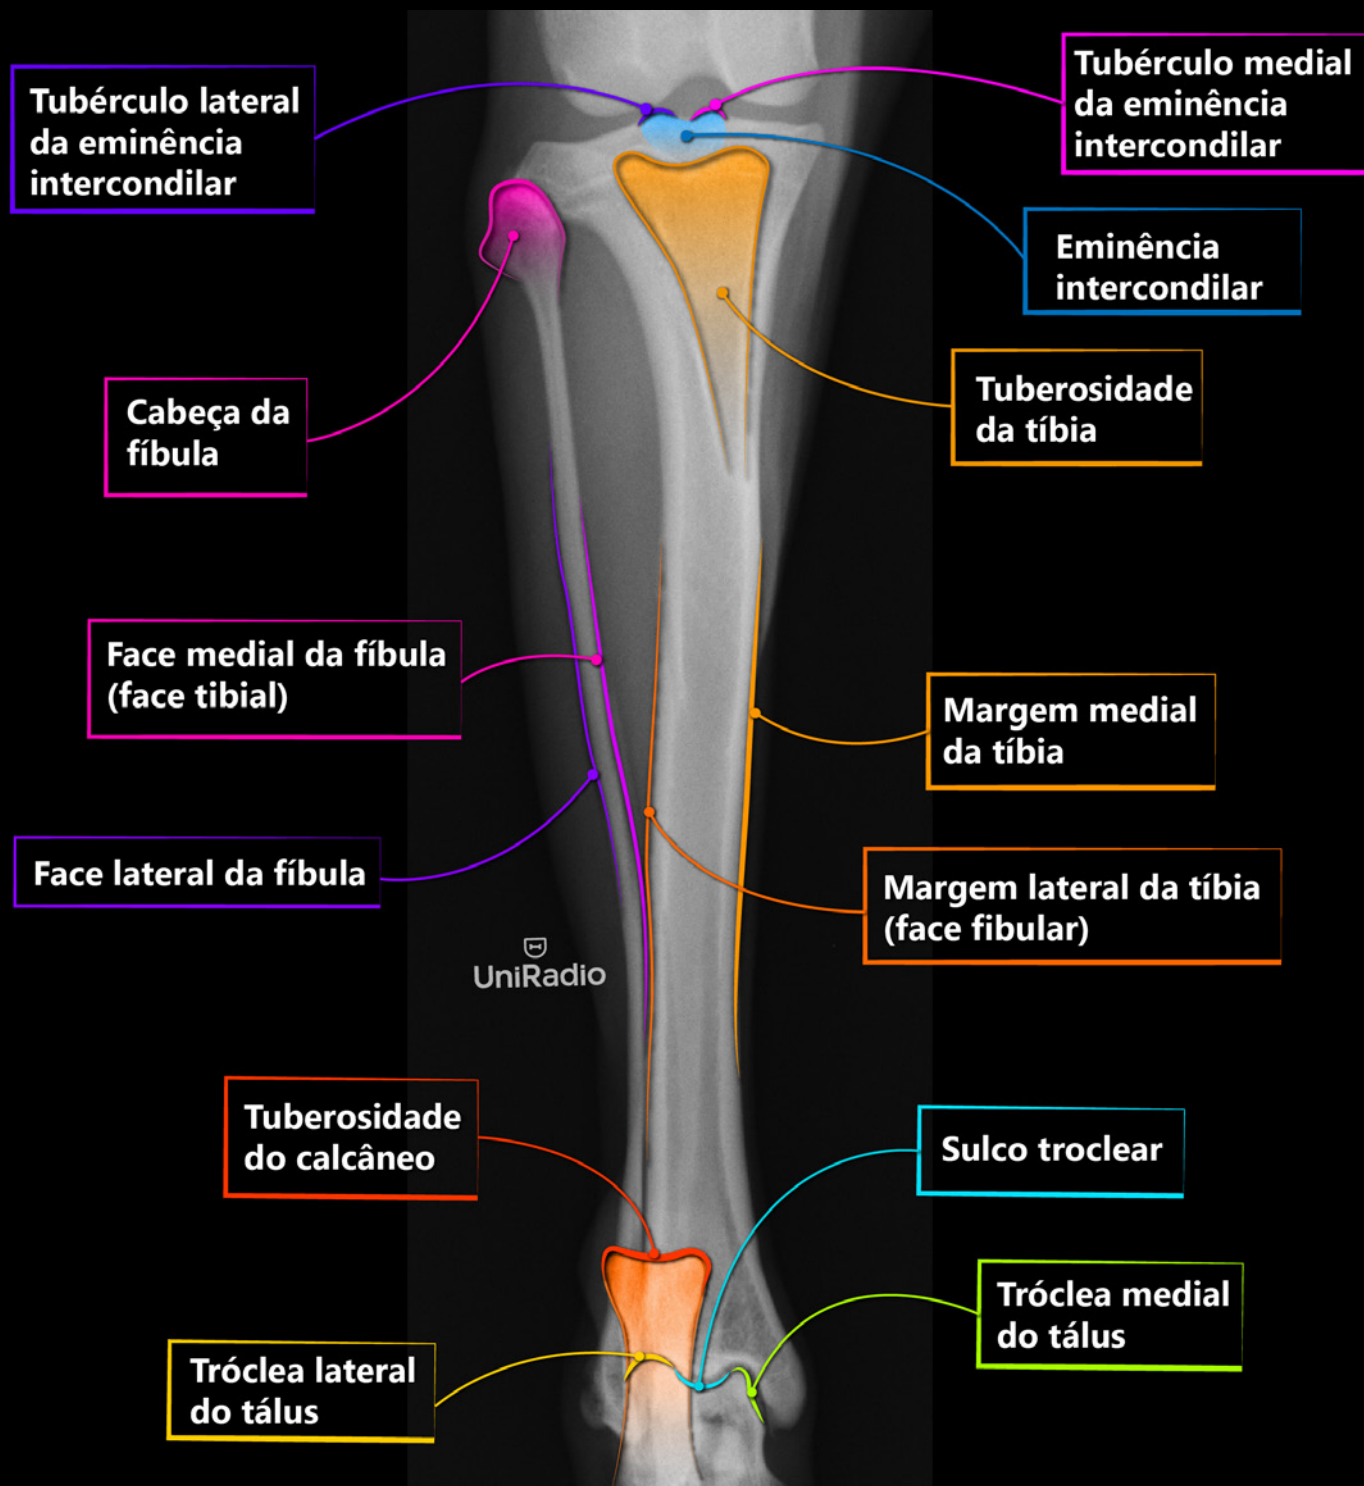 Tubérculo lateral
da eminência
intercondilar
Tubérculo medial
da eminência
intercondilar
Eminência
intercondilar
Tuberosidade
da tíbia
Cabeça da
fíbula
Face medial da fíbula
(face tibial)
Margem medial
da tíbia
Face lateral da fíbula
Margem lateral da tíbia
(face fibular)
UniRadio
Tuberosidade
do calcâneo
Sulco troclear
Tróclea medial
do tálus
Tróclea lateral
do tálus